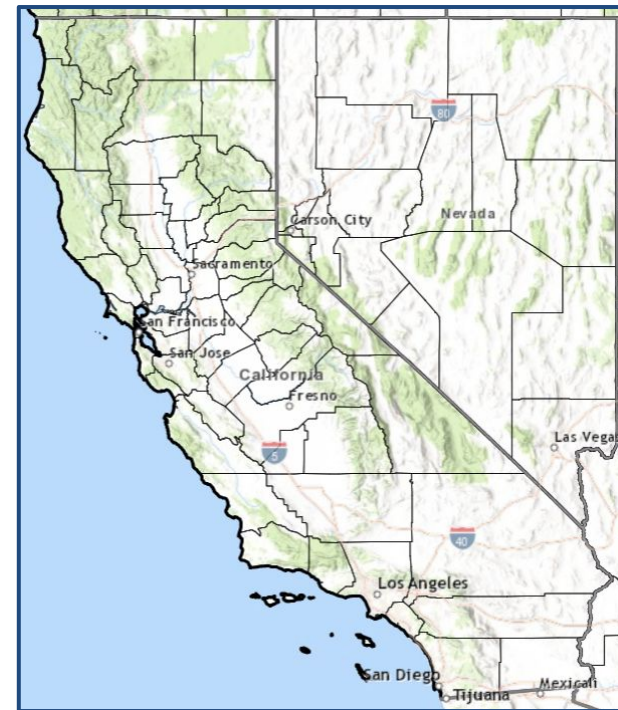 80
Carson City
Nevada
Sacramento
San Francisco
San Jose
California
Fresno
Las Vegas
5
40
Los Angeles
San Diego
Tijuana
Mexicali